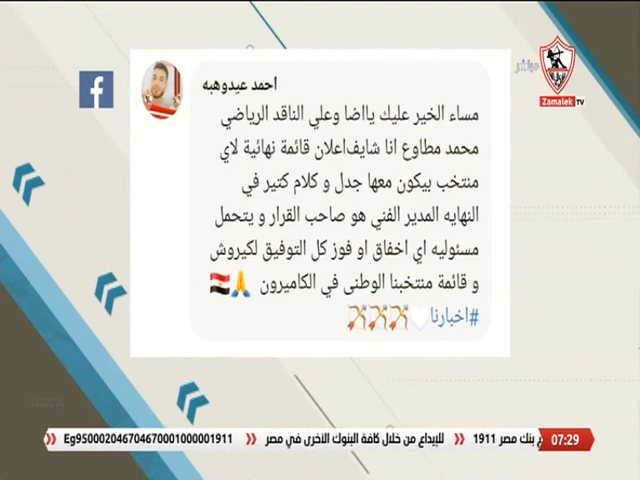 مباشر
Zamalek TV
احمد عيدوهبه
مساء الخير عليك يااضا وعلي الناقد الرياضي
محمد مطاوع انا شايف‌اعلان قائمة نهائية لاي
منتخب بيكون معها جدل و كلام كتير في
النهايه المدير الفني هو صاحب القرار و يتحمل
مسئوليه اي اخفاق او فوز كل التوفيق لكيروش
و قائمة منتخبنا الوطنى في الكاميرون 🙏🇪🇬
#اخبارنا🤍🏹🏹🏹
07:29 بنك مصر 1911 » للإيداع من خلال كافة البنوك الاخرى في مصر » Eg950002046704670001000001911 »